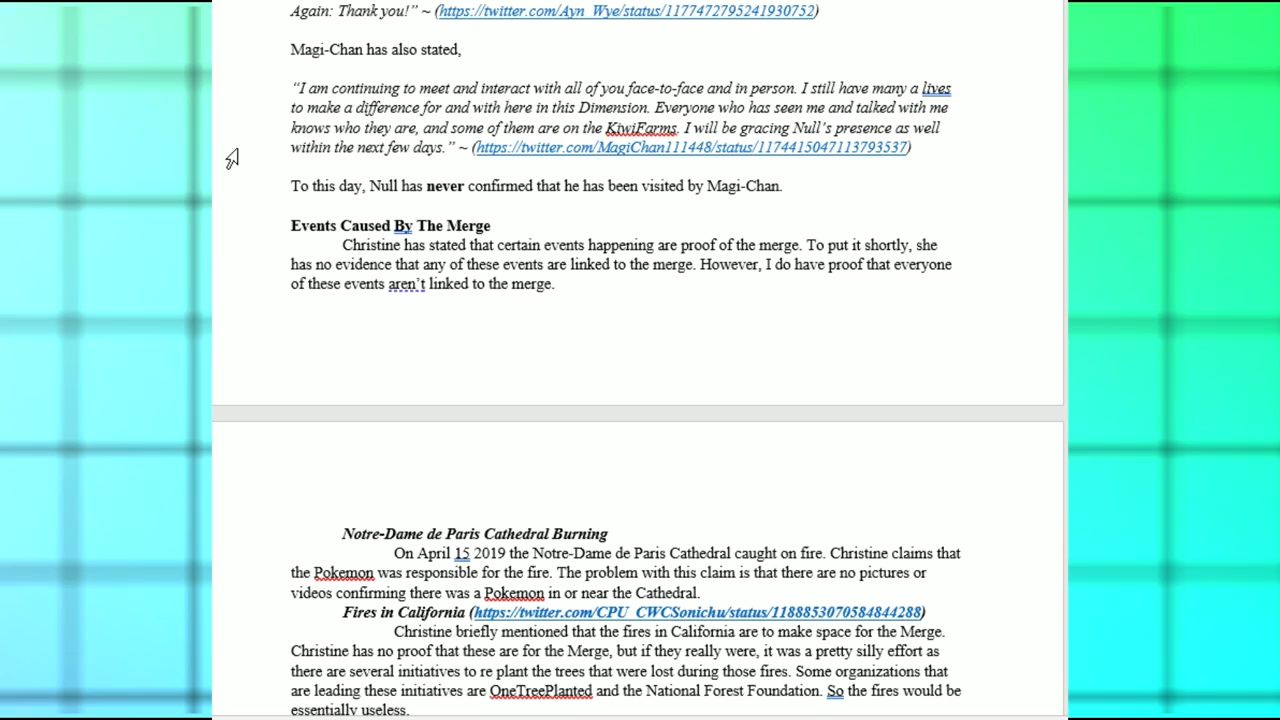 Again: Thank you!” ~ (https://twitter.com/Ayn_Wye/status/1177472795241930752)
Magi-Chan has also stated,
“I am continuing to meet and interact with all of you face-to-face and in person. I still have many a lives
to make a difference for and with here in this Dimension. Everyone who has seen me and talked with me
knows who they are, and some of them are on the KiwiFarms. I will be gracing Null’s presence as well
within the next few days.” ~ (https://twitter.com/MagiChan111448/status/1174415047113793537)
To this day, Null has never confirmed that he has been visited by Magi-Chan.
Events Caused By The Merge
Christine has stated that certain events happening are proof of the merge. To put it shortly, she
has no evidence that any of these events are linked to the merge. However, I do have proof that everyone
of these events aren’t linked to the merge.
Notre-Dame de Paris Cathedral Burning
On April 15 2019 the Notre-Dame de Paris Cathedral caught on fire. Christine claims that
the Pokemon was responsible for the fire. The problem with this claim is that there are no pictures or
videos confirming there was a Pokemon in or near the Cathedral.
Fires in California (https://twitter.com/CPU_CWCSonichu/status/1188853070584844288)
Christine briefly mentioned that the fires in California are to make space for the Merge.
Christine has no proof that these are for the Merge, but if they really were, it was a pretty silly effort as
there are several initiatives to re plant the trees that were lost during those fires. Some organizations that
are leading these initiatives are OneTreePlanted and the National Forest Foundation. So the fires would be
essentially useless.